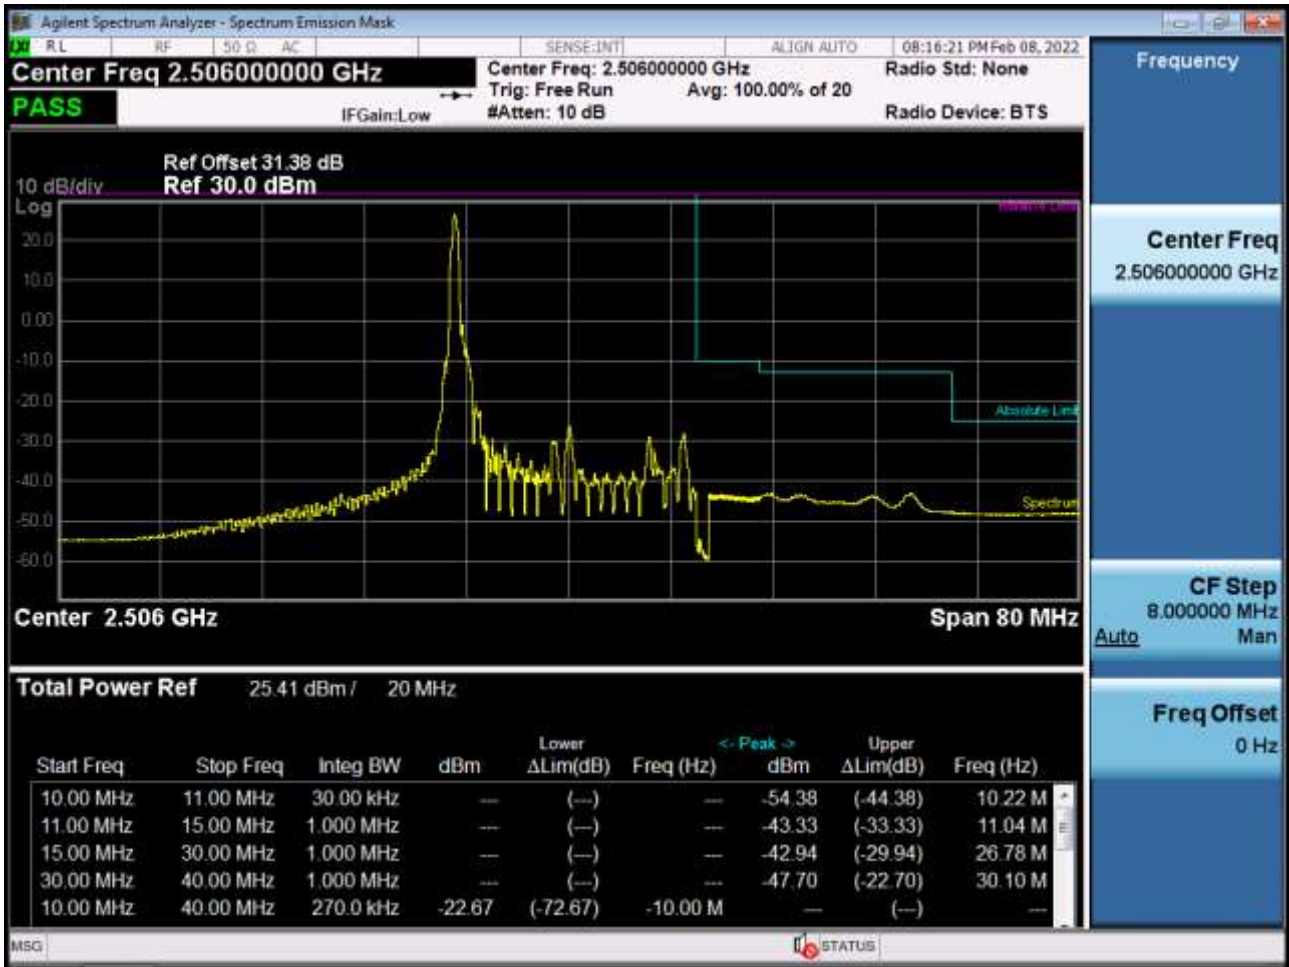 Agilent Spectrum Analyzer - Spectrum Emission Mask
LXI RL RF 50 Ω AC SENSE:INT ALIGN AUTO 08:16:21 PM Feb 08, 2022
Center Freq 2.506000000 GHz
Center Freq: 2.506000000 GHz
Radio Std: None
PASS
Trig: Free Run
Avg: 100.00% of 20
IFGain:Low
#Atten: 10 dB
Radio Device: BTS
Ref Offset 31.38 dB
10 dB/div
Ref 30.0 dBm
Log
20.0
10.0
0.00
-10.0
-20.0
-30.0
-40.0
-50.0
-60.0
Absolute Limit
Spectrum
Center 2.506 GHz
Span 80 MHz
Total Power Ref 25.41 dBm / 20 MHz
Lower <- Peak -> Upper
Start Freq Stop Freq Integ BW dBm ΔLim(dB) Freq (Hz) dBm ΔLim(dB) Freq (Hz)
10.00 MHz 11.00 MHz 30.00 kHz --- (---) --- -54.38 (-44.38) 10.22 M
11.00 MHz 15.00 MHz 1.000 MHz --- (---) --- -43.33 (-33.33) 11.04 M
15.00 MHz 30.00 MHz 1.000 MHz --- (---) --- -42.94 (-29.94) 26.78 M
30.00 MHz 40.00 MHz 1.000 MHz --- (---) --- -47.70 (-22.70) 30.10 M
10.00 MHz 40.00 MHz 270.0 kHz -22.67 (-72.67) -10.00 M --- (---) ---
MSG
STATUS
Frequency
Center Freq
2.506000000 GHz
CF Step
8.000000 MHz
Auto Man
Freq Offset
0 Hz